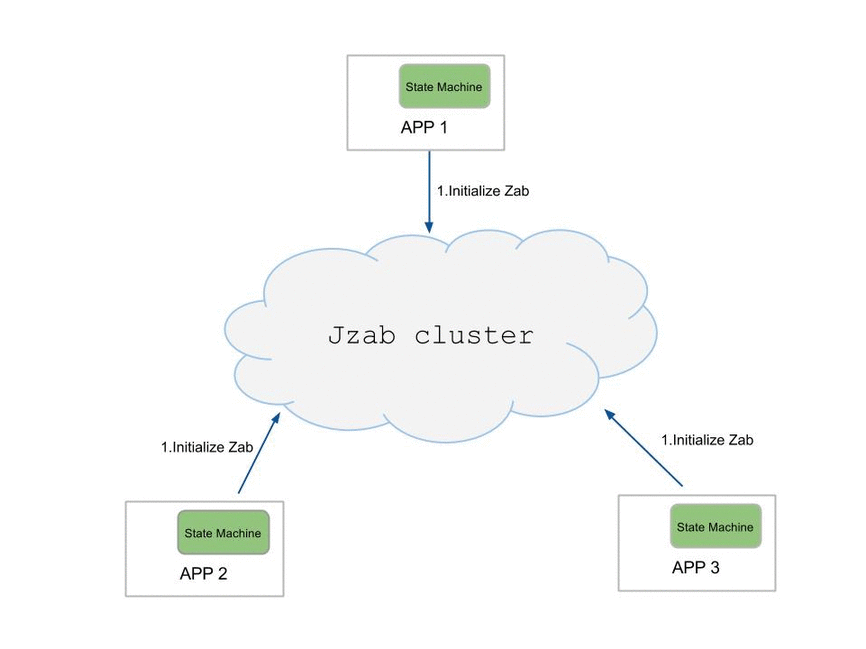 State Machine
APP 1
1.Initialize Zab
Jzab cluster
1.Initialize Zab
1.Initialize Zab
State Machine
APP 2
State Machine
APP 3